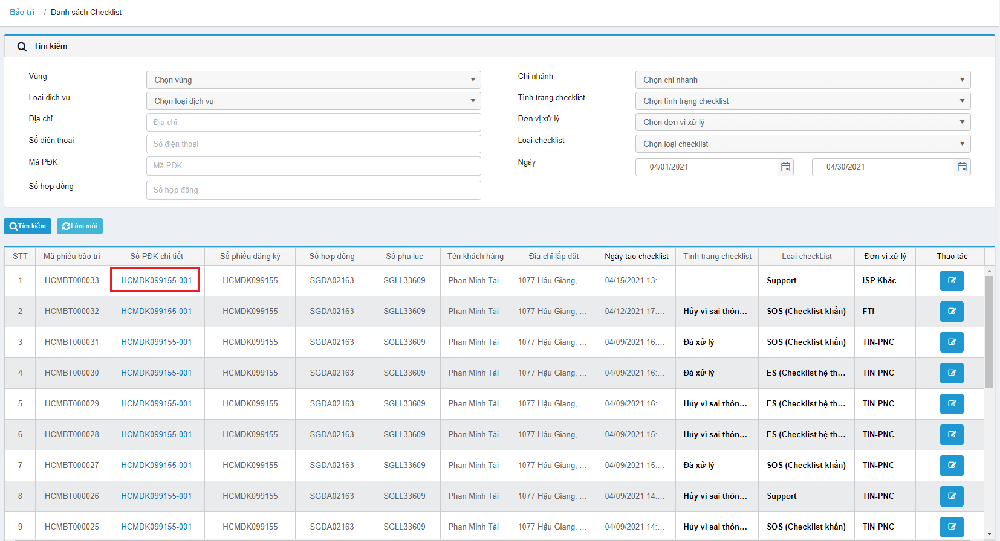 Bảo trì / Danh sách Checklist
Tìm kiếm
Vùng Chọn vùng Chi nhánh Chọn chi nhánh
Loại dịch vụ Chọn loại dịch vụ Tình trạng checklist Chọn tình trạng checklist
Địa chỉ Địa chỉ Đơn vị xử lý Chọn đơn vị xử lý
Số điện thoại Số điện thoại Loại checklist Chọn loại checklist
Mã PĐK Mã PĐK Ngày 04/01/2021 04/30/2021
Số hợp đồng Số hợp đồng
Tìm kiếm Làm mới
STT Mã phiếu bảo trì Số PĐK chi tiết Số phiếu đăng ký Số hợp đồng Số phụ lục Tên khách hàng Địa chỉ lắp đặt Ngày tạo checklist Tình trạng checklist Loại checkList Đơn vị xử lý Thao tác
1 HCMBT000033 HCMDK099155-001 HCMDK099155 SGDA02163 SGLL33609 Phan Minh Tài 1077 Hậu Giang, ... 04/15/2021 13:... Support ISP Khác
2 HCMBT000032 HCMDK099155-001 HCMDK099155 SGDA02163 SGLL33609 Phan Minh Tài 1077 Hậu Giang, ... 04/12/2021 17:... Hủy vì sai thôn... SOS (Checklist khẩn) FTI
3 HCMBT000031 HCMDK099155-001 HCMDK099155 SGDA02163 SGLL33609 Phan Minh Tài 1077 Hậu Giang, ... 04/09/2021 16:... Đã xử lý SOS (Checklist khẩn) TIN-PNC
4 HCMBT000030 HCMDK099155-001 HCMDK099155 SGDA02163 SGLL33609 Phan Minh Tài 1077 Hậu Giang, ... 04/09/2021 16:... Đã xử lý ES (Checklist hệ th... TIN-PNC
5 HCMBT000029 HCMDK099155-001 HCMDK099155 SGDA02163 SGLL33609 Phan Minh Tài 1077 Hậu Giang, ... 04/09/2021 16:... Hủy vì sai thôn... ES (Checklist hệ th... TIN-PNC
6 HCMBT000028 HCMDK099155-001 HCMDK099155 SGDA02163 SGLL33609 Phan Minh Tài 1077 Hậu Giang, ... 04/09/2021 15:... Hủy vì sai thôn... ES (Checklist hệ th... TIN-PNC
7 HCMBT000027 HCMDK099155-001 HCMDK099155 SGDA02163 SGLL33609 Phan Minh Tài 1077 Hậu Giang, ... 04/09/2021 15:... Đã xử lý SOS (Checklist khẩn) TIN-PNC
8 HCMBT000026 HCMDK099155-001 HCMDK099155 SGDA02163 SGLL33609 Phan Minh Tài 1077 Hậu Giang, ... 04/09/2021 14:... Hủy vì sai thôn... Support TIN-PNC
9 HCMBT000025 HCMDK099155-001 HCMDK099155 SGDA02163 SGLL33609 Phan Minh Tài 1077 Hậu Giang, ... 04/09/2021 14:... Hủy vì sai thôn... SOS (Checklist khẩn) TIN-PNC